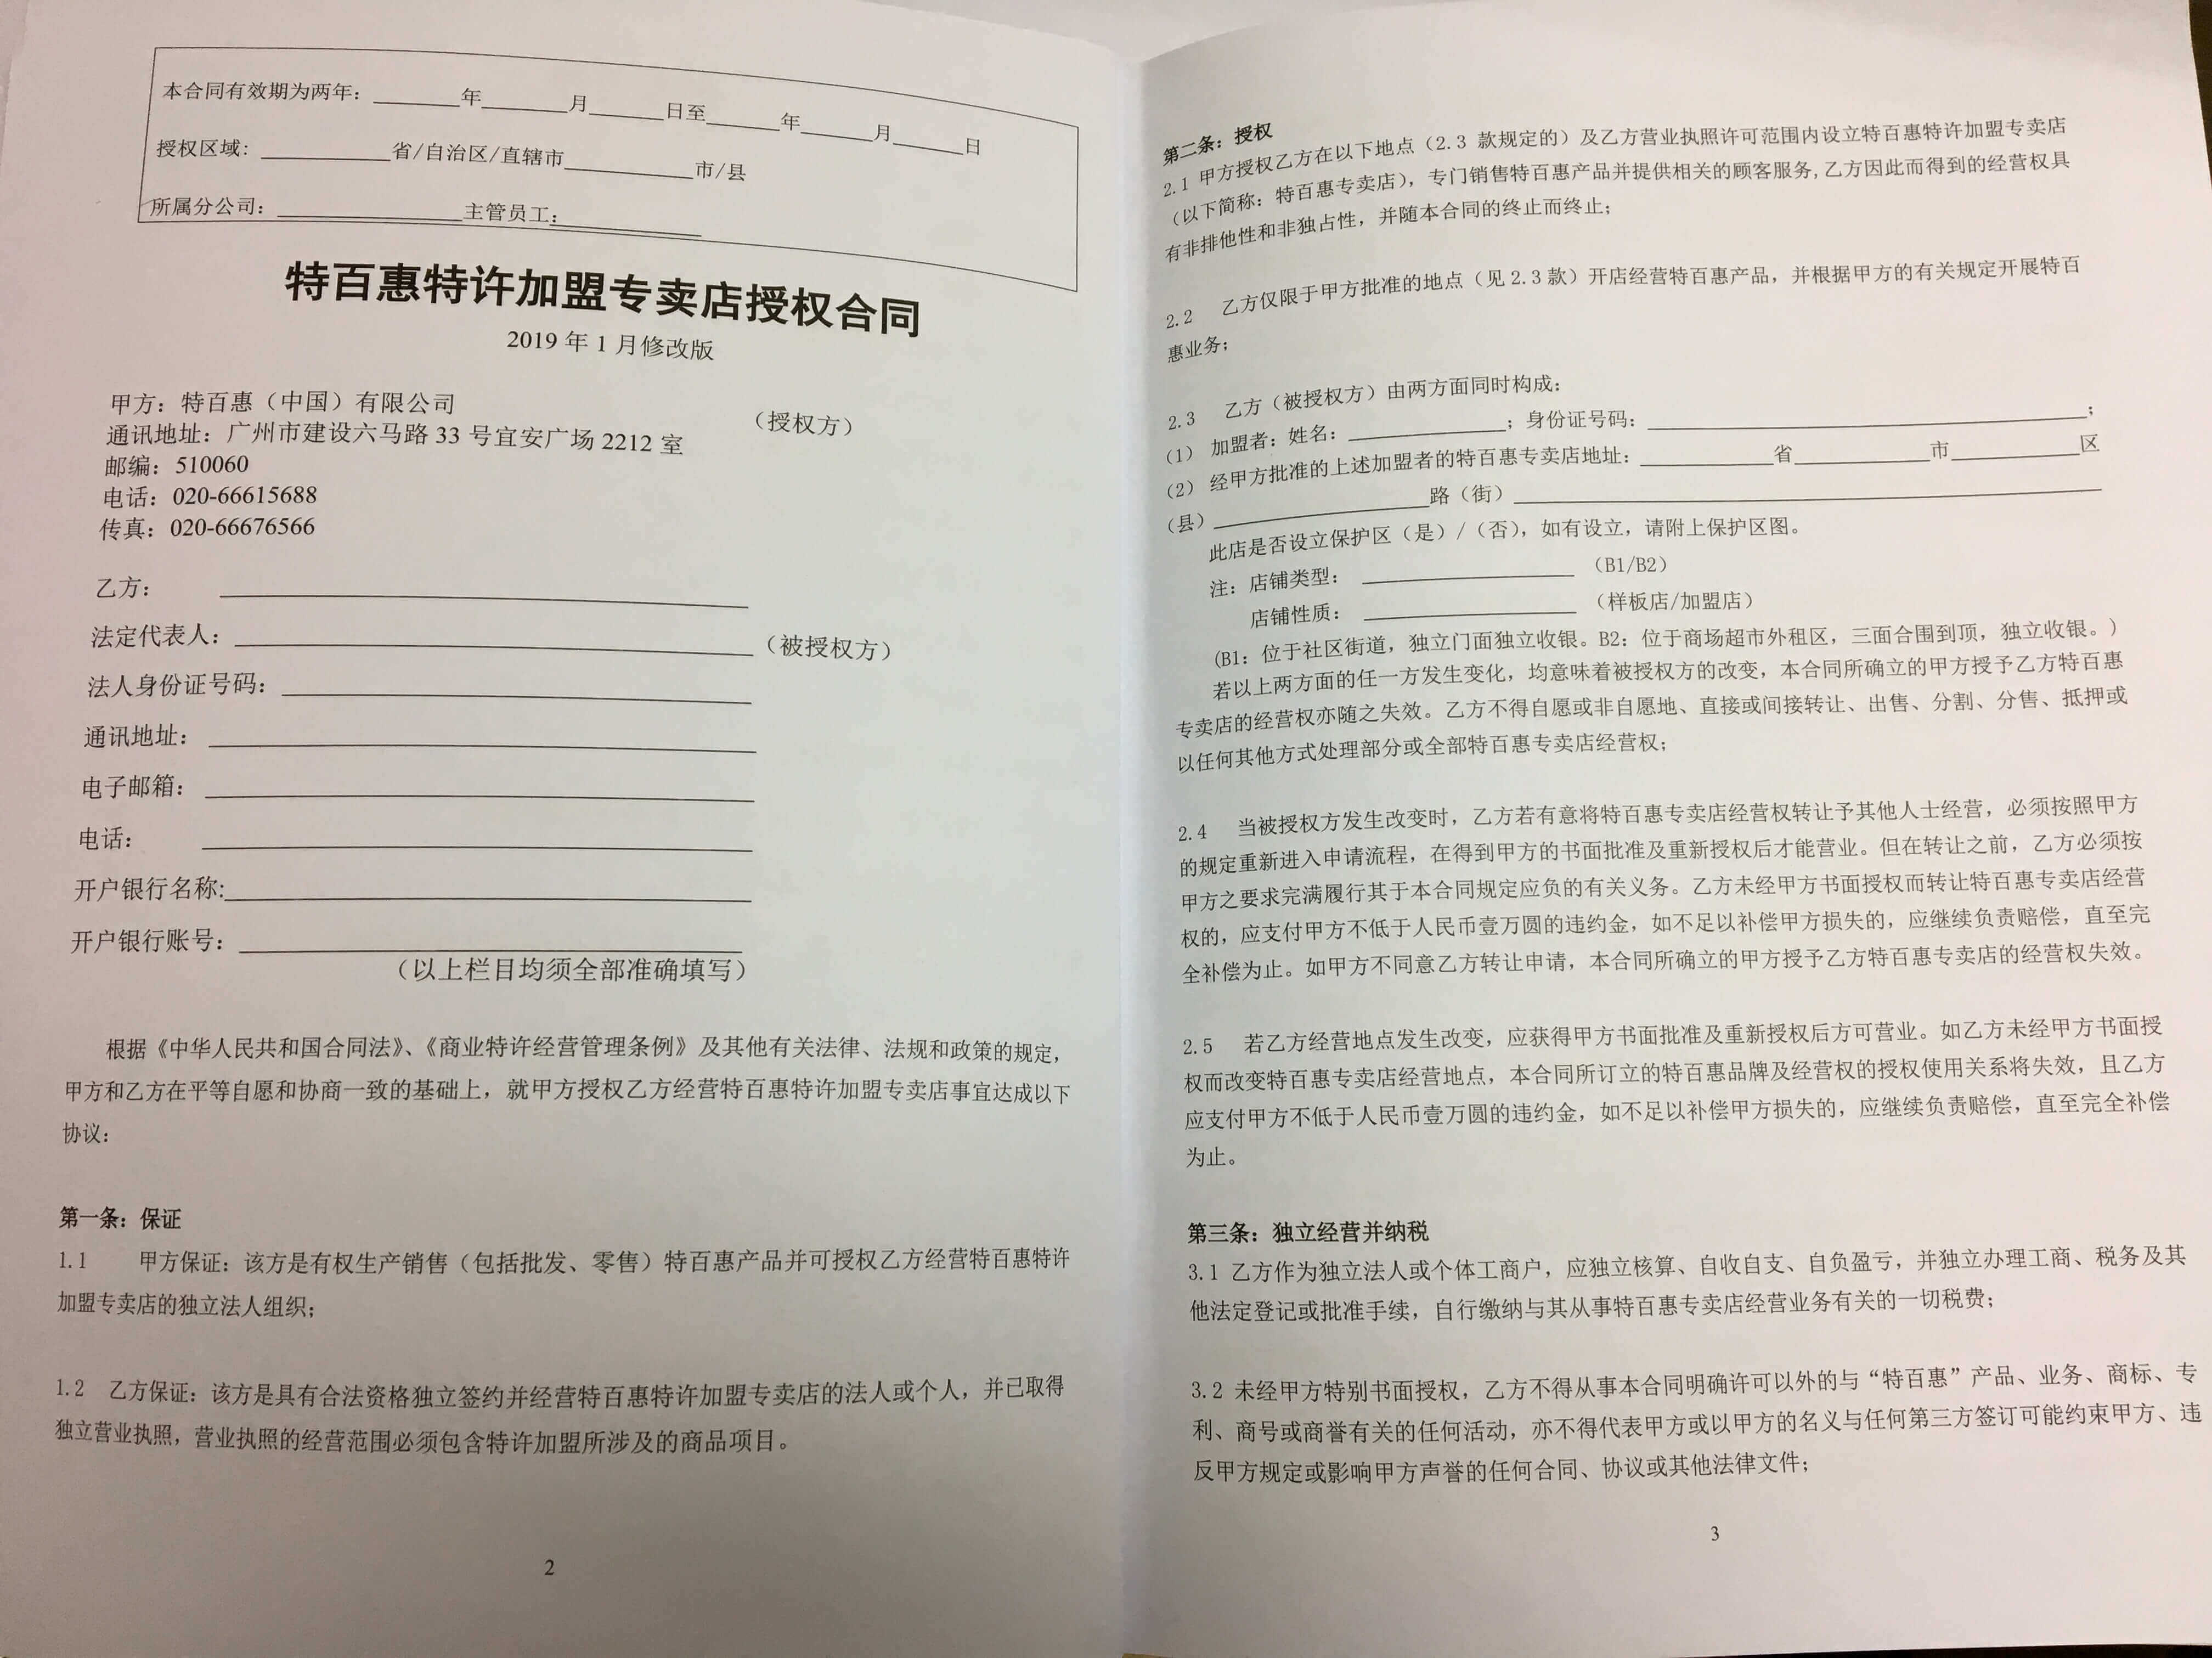 本合同有效期为两年：______年______月______日至______年______月______日
授权区域：__________省/自治区/直辖市__________市/县
所属分公司：______________主管员工：____________
特百惠特许加盟专卖店授权合同
2019 年 1 月修改版
甲方：特百惠（中国）有限公司
（授权方）
通讯地址：广州市建设六马路 33 号宜安广场 2212 室
邮编：510060
电话：020-66615688
传真：020-66676566
乙方：
法定代表人：
（被授权方）
法人身份证号码：
通讯地址：
电子邮箱：
电话：
开户银行名称:
开户银行账号：
（以上栏目均须全部准确填写）
根据《中华人民共和国合同法》、《商业特许经营管理条例》及其他有关法律、法规和政策的规定，
甲方和乙方在平等自愿和协商一致的基础上，就甲方授权乙方经营特百惠特许加盟专卖店事宜达成以下
协议：
第一条：保证
1.1 甲方保证：该方是有权生产销售（包括批发、零售）特百惠产品并可授权乙方经营特百惠特许
加盟专卖店的独立法人组织；
1.2 乙方保证：该方是具有合法资格独立签约并经营特百惠特许加盟专卖店的法人或个人，并已取得
独立营业执照，营业执照的经营范围必须包含特许加盟所涉及的商品项目。
2
第二条：授权
2.1 甲方授权乙方在以下地点（2.3 款规定的）及乙方营业执照许可范围内设立特百惠特许加盟专卖店
（以下简称：特百惠专卖店），专门销售特百惠产品并提供相关的顾客服务,乙方因此而得到的经营权具
有非排他性和非独占性，并随本合同的终止而终止；
2.2 乙方仅限于甲方批准的地点（见 2.3 款）开店经营特百惠产品，并根据甲方的有关规定开展特百
惠业务；
2.3 乙方（被授权方）由两方面同时构成：
（1）加盟者：姓名：____________；身份证号码：______________________________；
（2）经甲方批准的上述加盟者的特百惠专卖店地址：__________省__________市__________区
（县）________________路（街）____________________________________________
此店是否设立保护区（是）/（否），如有设立，请附上保护区图。
注：店铺类型：________________（B1/B2）
店铺性质：________________（样板店/加盟店）
(B1：位于社区街道，独立门面独立收银。B2：位于商场超市外租区，三面合围到顶，独立收银。)
若以上两方面的任一方发生变化，均意味着被授权方的改变，本合同所确立的甲方授予乙方特百惠
专卖店的经营权亦随之失效。乙方不得自愿或非自愿地、直接或间接转让、出售、分割、分售、抵押或
以任何其他方式处理部分或全部特百惠专卖店经营权；
2.4 当被授权方发生改变时，乙方若有意将特百惠专卖店经营权转让予其他人士经营，必须按照甲方
的规定重新进入申请流程，在得到甲方的书面批准及重新授权后才能营业。但在转让之前，乙方必须按
甲方之要求完满履行其于本合同规定应负的有关义务。乙方未经甲方书面授权而转让特百惠专卖店经营
权的，应支付甲方不低于人民币壹万圆的违约金，如不足以补偿甲方损失的，应继续负责赔偿，直至完
全补偿为止。如甲方不同意乙方转让申请，本合同所确立的甲方授予乙方特百惠专卖店的经营权失效。
2.5 若乙方经营地点发生改变，应获得甲方书面批准及重新授权后方可营业。如乙方未经甲方书面授
权而改变特百惠专卖店经营地点，本合同所订立的特百惠品牌及经营权的授权使用关系将失效，且乙方
应支付甲方不低于人民币壹万圆的违约金，如不足以补偿甲方损失的，应继续负责赔偿，直至完全补偿
为止。
第三条：独立经营并纳税
3.1 乙方作为独立法人或个体工商户，应独立核算、自收自支、自负盈亏，并独立办理工商、税务及其
他法定登记或批准手续，自行缴纳与其从事特百惠专卖店经营业务有关的一切税费；
3.2 未经甲方特别书面授权，乙方不得从事本合同明确许可以外的与“特百惠”产品、业务、商标、专
利、商号或商誉有关的任何活动，亦不得代表甲方或以甲方的名义与任何第三方签订可能约束甲方、违
反甲方规定或影响甲方声誉的任何合同、协议或其他法律文件；
3